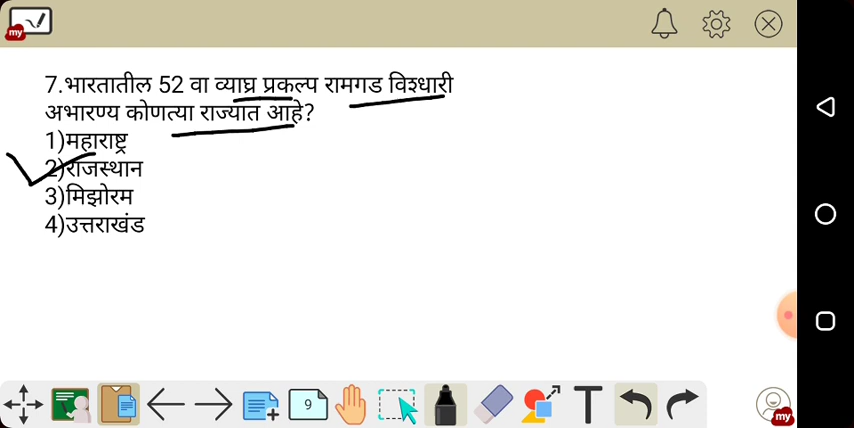 7.भारतातील 52 वा व्याघ्र प्रकल्प रामगड विश्धारी
अभारण्य कोणत्या राज्यात आहे?
1)महाराष्ट्र
2)राजस्थान
3)मिझोरम
4)उत्तराखंड
my
9
T
my